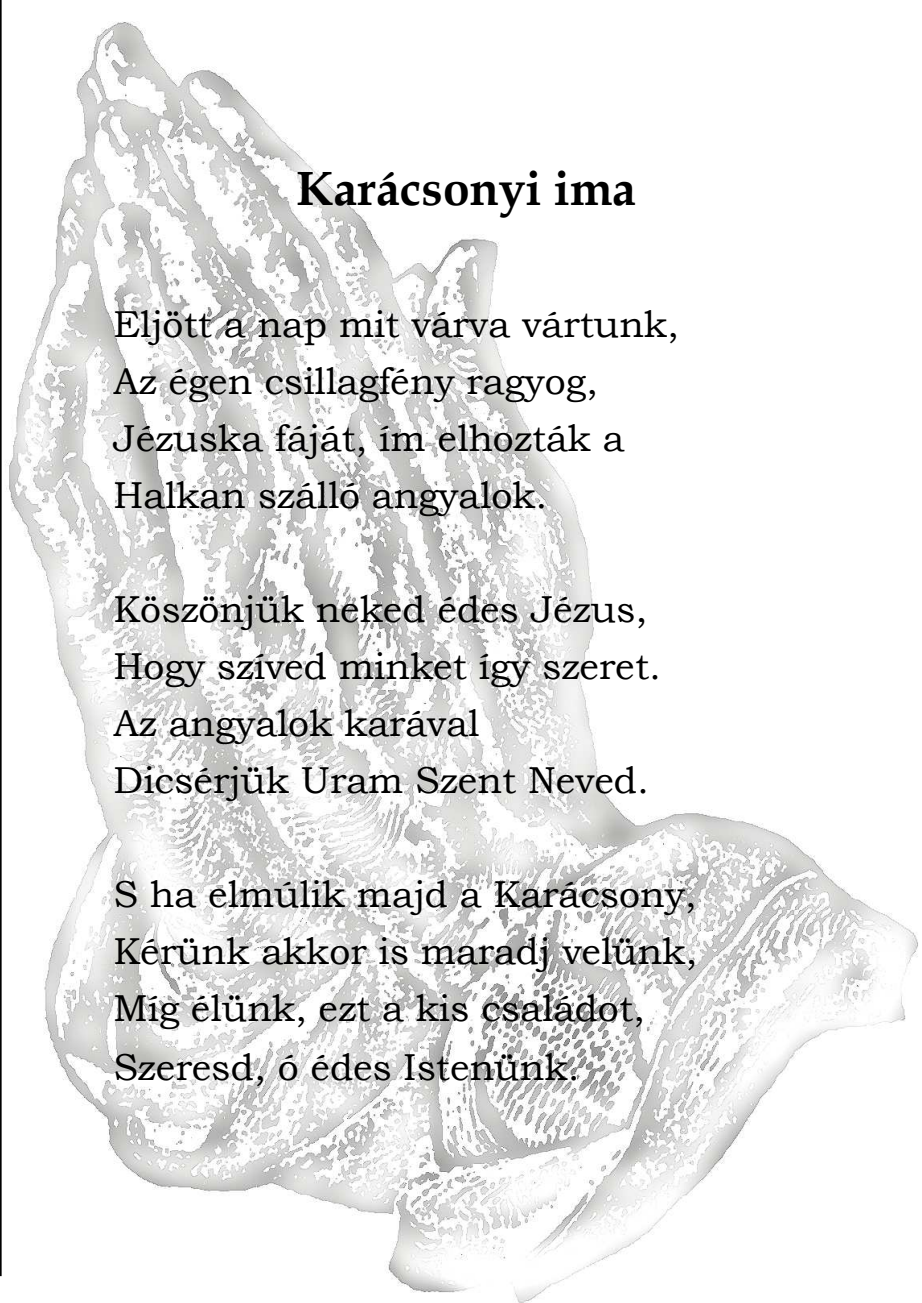 Karácsonyi ima
Eljött a nap mit várva vártunk,
Az égen csillagfény ragyog,
Jézuska fáját, ím elhozták a
Halkan szálló angyalok.
Köszönjük neked édes Jézus,
Hogy szíved minket így szeret.
Az angyalok karával
Dicsérjük Uram Szent Neved.
S ha elmúlik majd a Karácsony,
Kérünk akkor is maradj velünk,
Míg élünk, ezt a kis családot,
Szeresd, ó édes Istenünk.